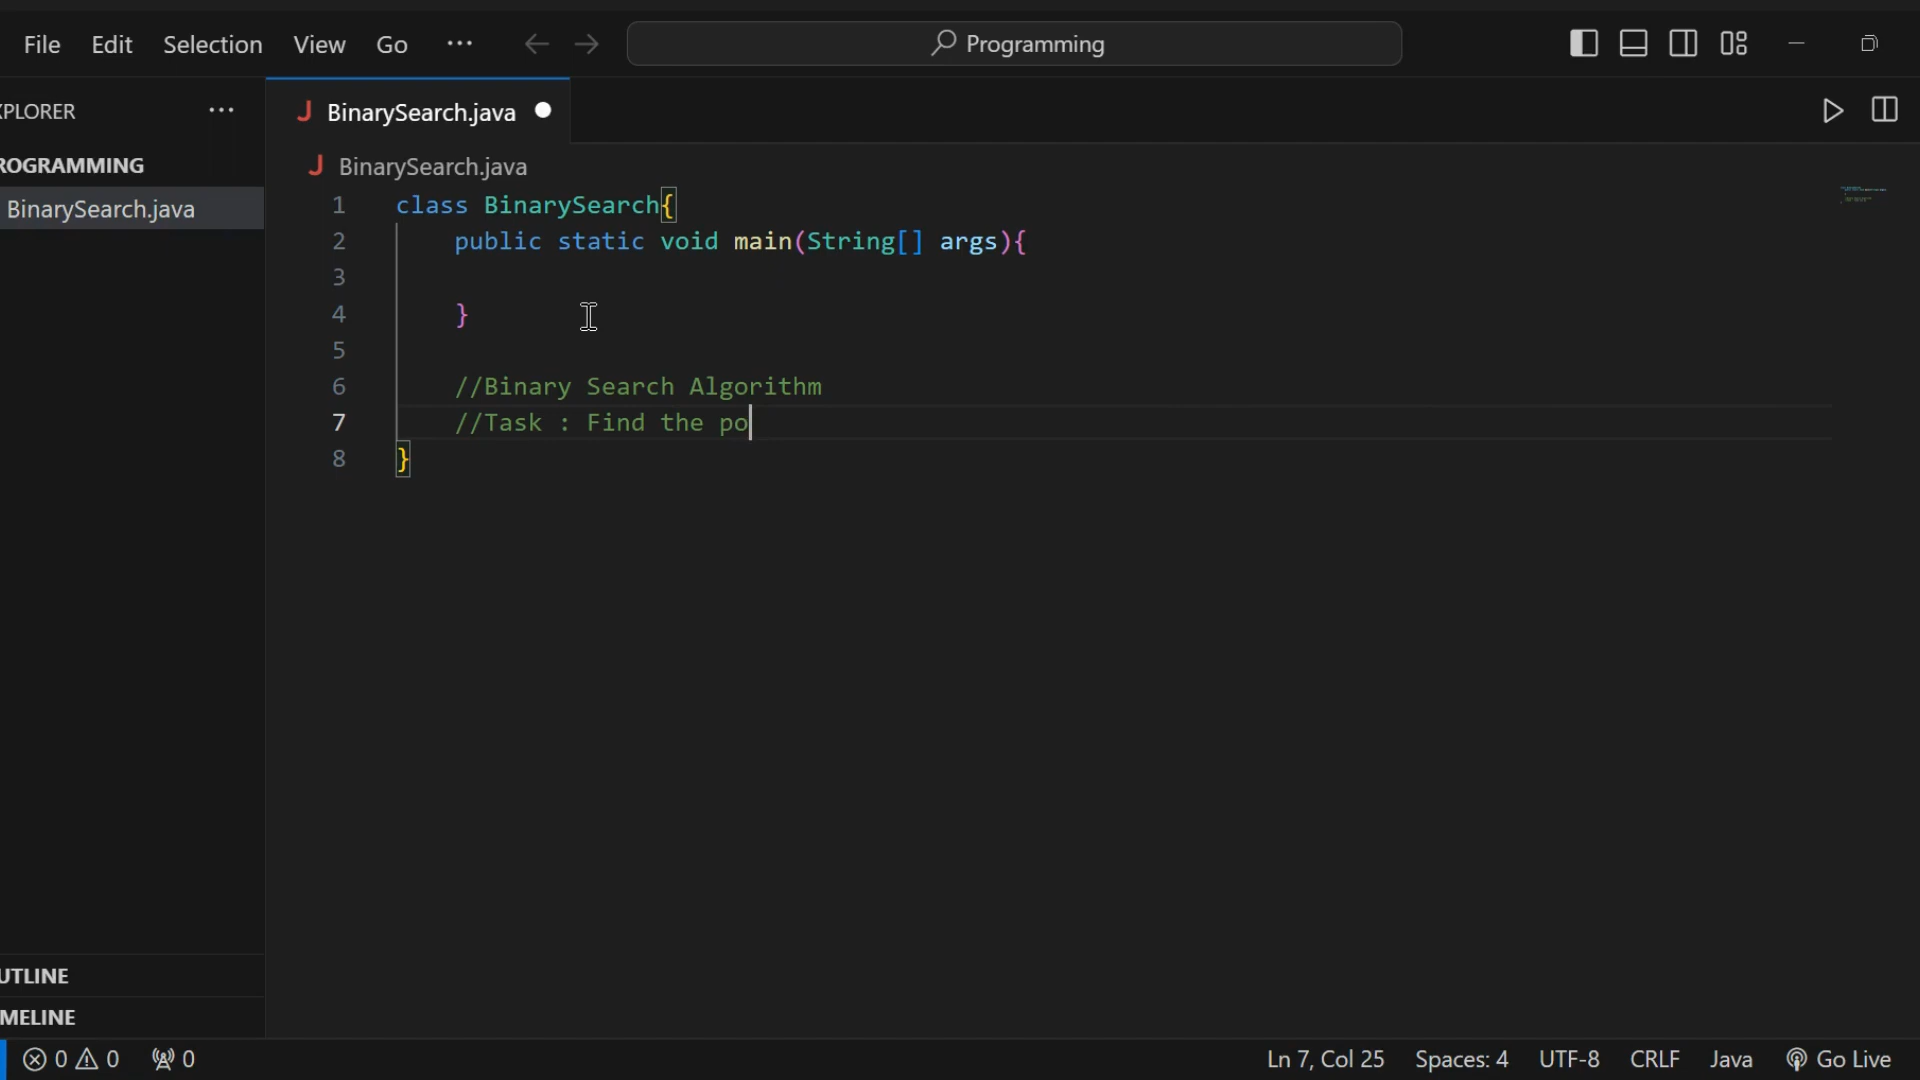 File Edit Selection View Go ... Programming
XPLORER ...
BinarySearch.java
ROGRAMMING
BinarySearch.java
BinarySearch.java
1 class BinarySearch{
2 public static void main(String[] args){
3
4 }
5
6 //Binary Search Algorithm
7 //Task : Find the po
8 }
UTLINE
MELINE
0 0 0 Ln 7, Col 25 Spaces: 4 UTF-8 CRLF Java Go Live